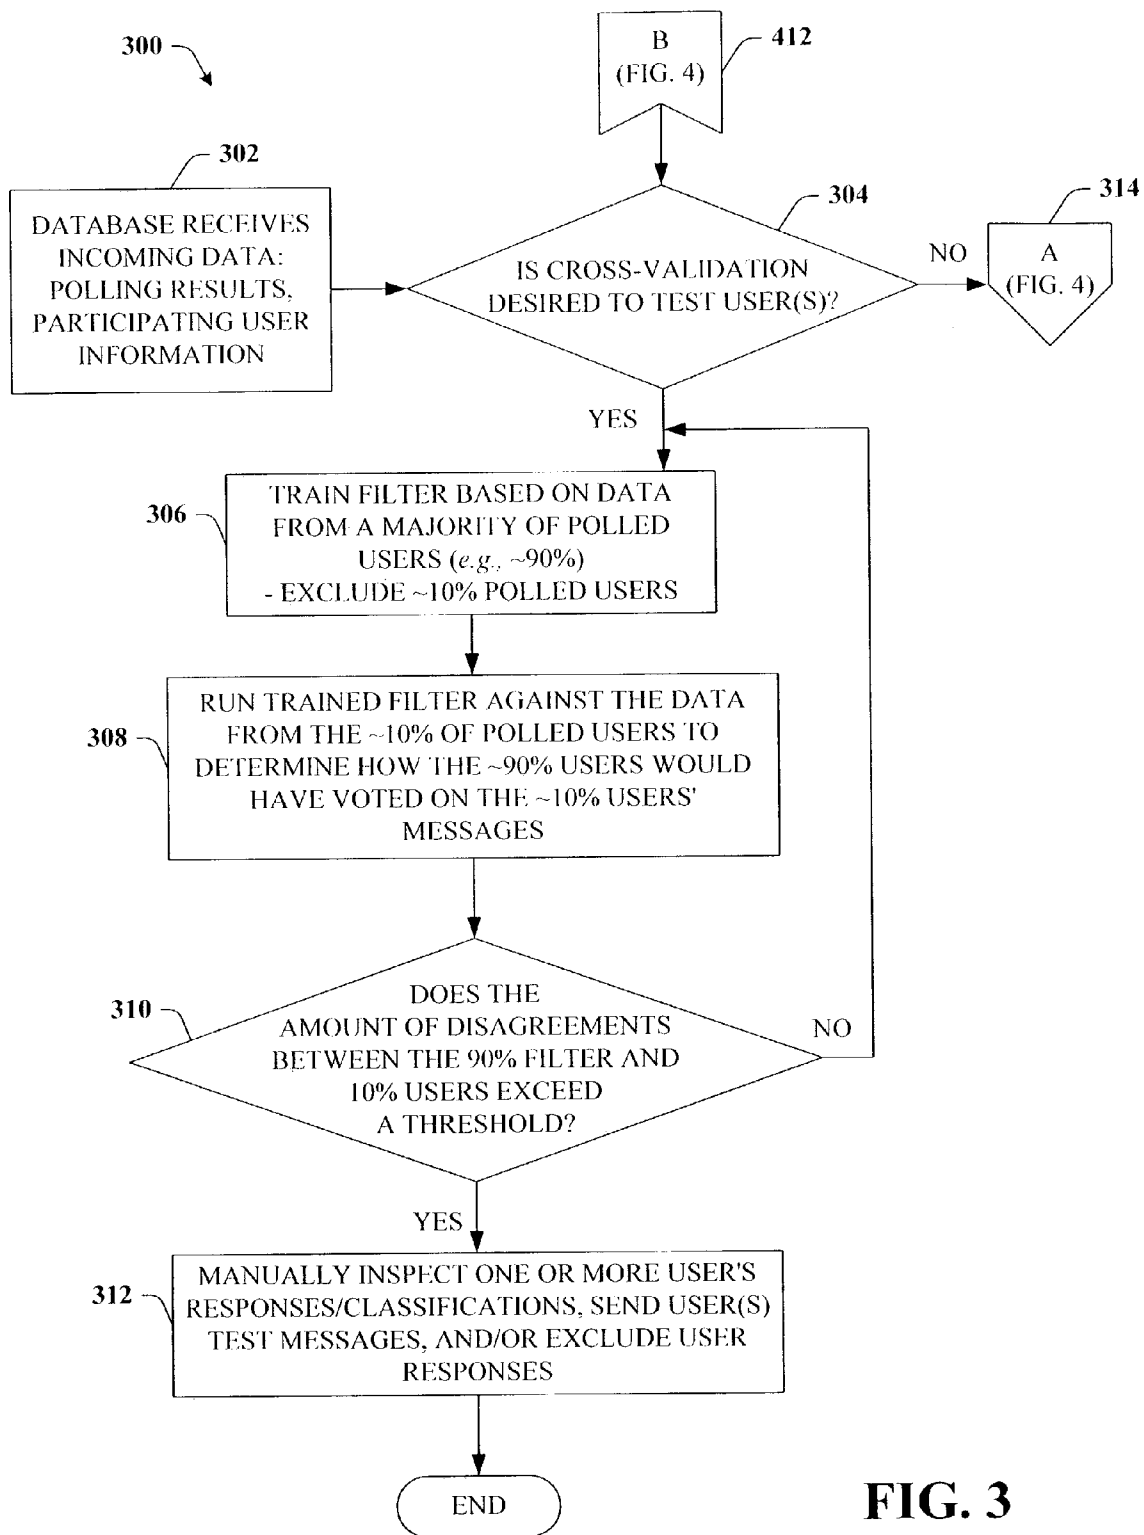 300
B
(FIG. 4)
412
302
DATABASE RECEIVES
INCOMING DATA:
POLLING RESULTS,
PARTICIPATING USER
INFORMATION
304
IS CROSS-VALIDATION
DESIRED TO TEST USER(S)?
NO
314
A
(FIG. 4)
YES
306
TRAIN FILTER BASED ON DATA
FROM A MAJORITY OF POLLED
USERS (e.g., ~90%)
- EXCLUDE ~10% POLLED USERS
308
RUN TRAINED FILTER AGAINST THE DATA
FROM THE ~10% OF POLLED USERS TO
DETERMINE HOW THE ~90% USERS WOULD
HAVE VOTED ON THE ~10% USERS'
MESSAGES
310
DOES THE
AMOUNT OF DISAGREEMENTS
BETWEEN THE 90% FILTER AND
10% USERS EXCEED
A THRESHOLD?
NO
YES
312
MANUALLY INSPECT ONE OR MORE USER'S
RESPONSES/CLASSIFICATIONS, SEND USER(S)
TEST MESSAGES, AND/OR EXCLUDE USER
RESPONSES
END
FIG. 3